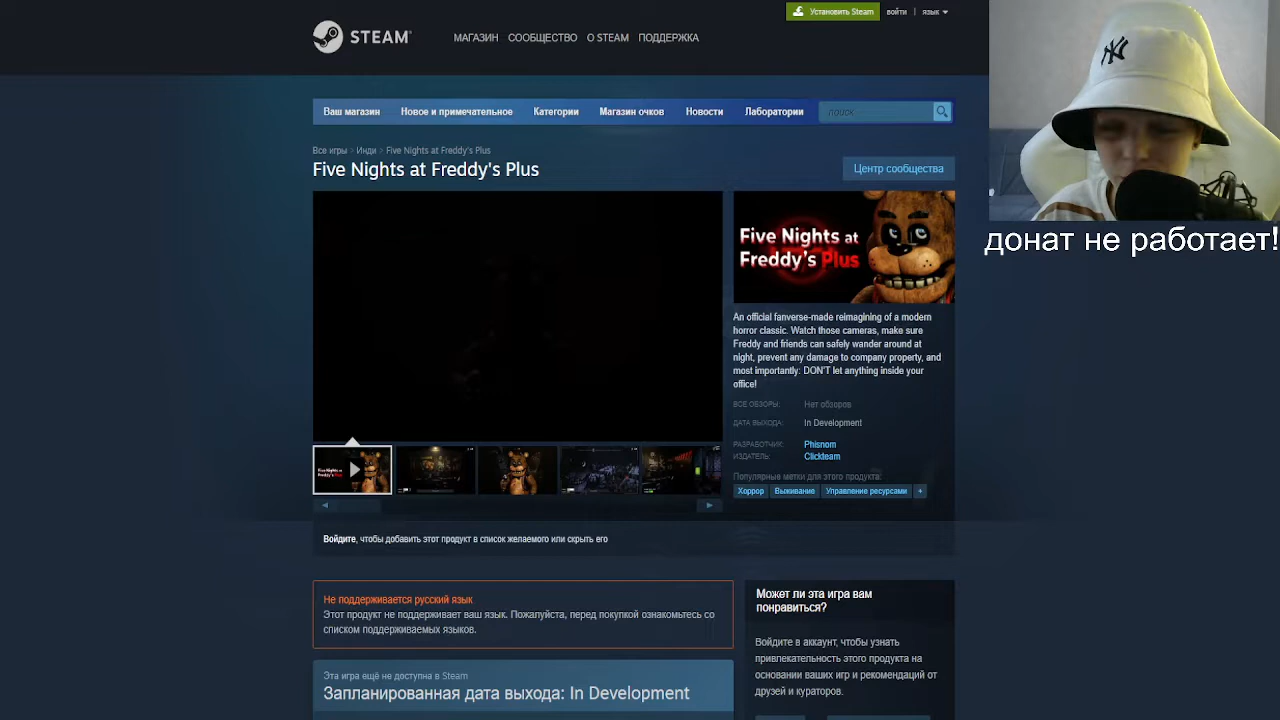 Установить Steam
войти | язык
STEAM
МАГАЗИН СООБЩЕСТВО О STEAM ПОДДЕРЖКА
Ваш магазин Новое и примечательное Категории Магазин очков Новости Лаборатории поиск
Все игры > Инди > Five Nights at Freddy's Plus
Five Nights at Freddy's Plus
Центр сообщества
Five Nights at
Freddy's Plus
An official fanverse-made reimagining of a modern
horror classic. Watch those cameras, make sure
Freddy and friends can safely wander around at
night, prevent any damage to company property, and
most importantly: DON'T let anything inside your
office!
ВСЕ ОБЗОРЫ: Нет обзоров
ДАТА ВЫХОДА: In Development
РАЗРАБОТЧИК: Phisnom
ИЗДАТЕЛЬ: Clickteam
Популярные метки для этого продукта:
Хоррор Выживание Управление ресурсами +
Войдите, чтобы добавить этот продукт в список желаемого или скрыть его
Не поддерживается русский язык
Этот продукт не поддерживает ваш язык. Пожалуйста, перед покупкой ознакомьтесь со
списком поддерживаемых языков.
Эта игра ещё не доступна в Steam
Запланированная дата выхода: In Development
Может ли эта игра вам
понравиться?
Войдите в аккаунт, чтобы узнать
привлекательность этого продукта на
основании ваших игр и рекомендаций от
друзей и кураторов.
NY
донат не работает!